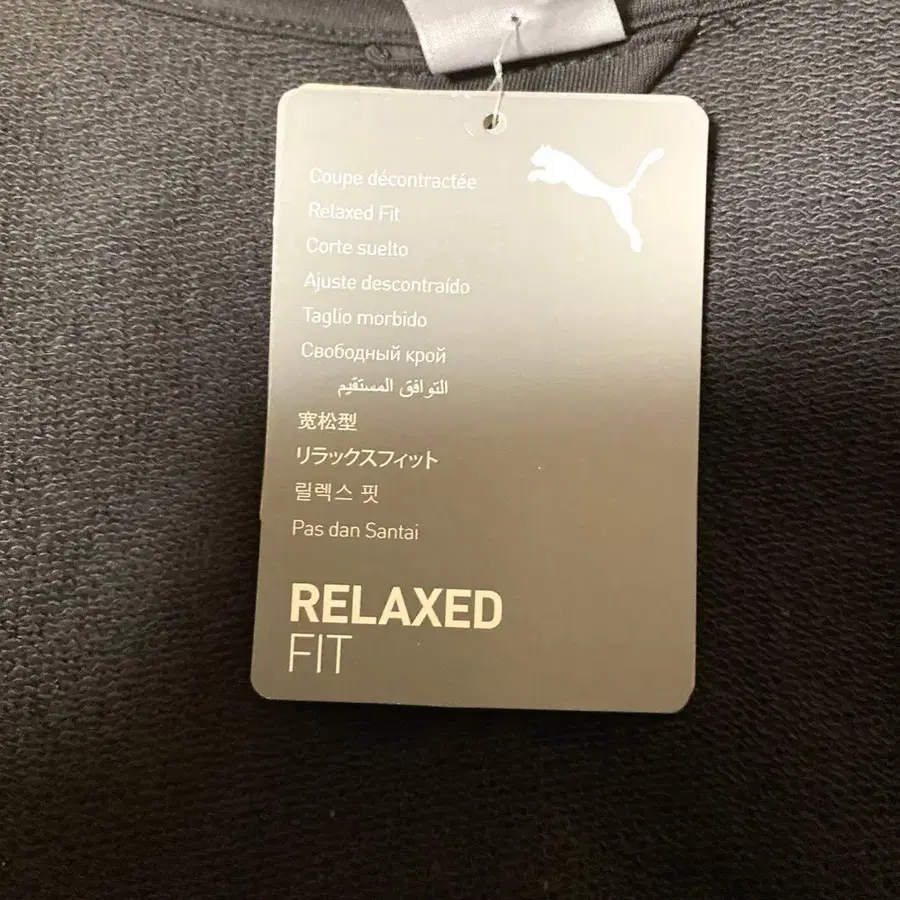 Coupe décontractée
Relaxed Fit
Corte suelto
Ajuste descontraído
Taglio morbido
Свободный крой
التوافق المستقيم
宽松型
リラックスフィット
릴렉스 핏
Pas dan Santai
RELAXED
FIT